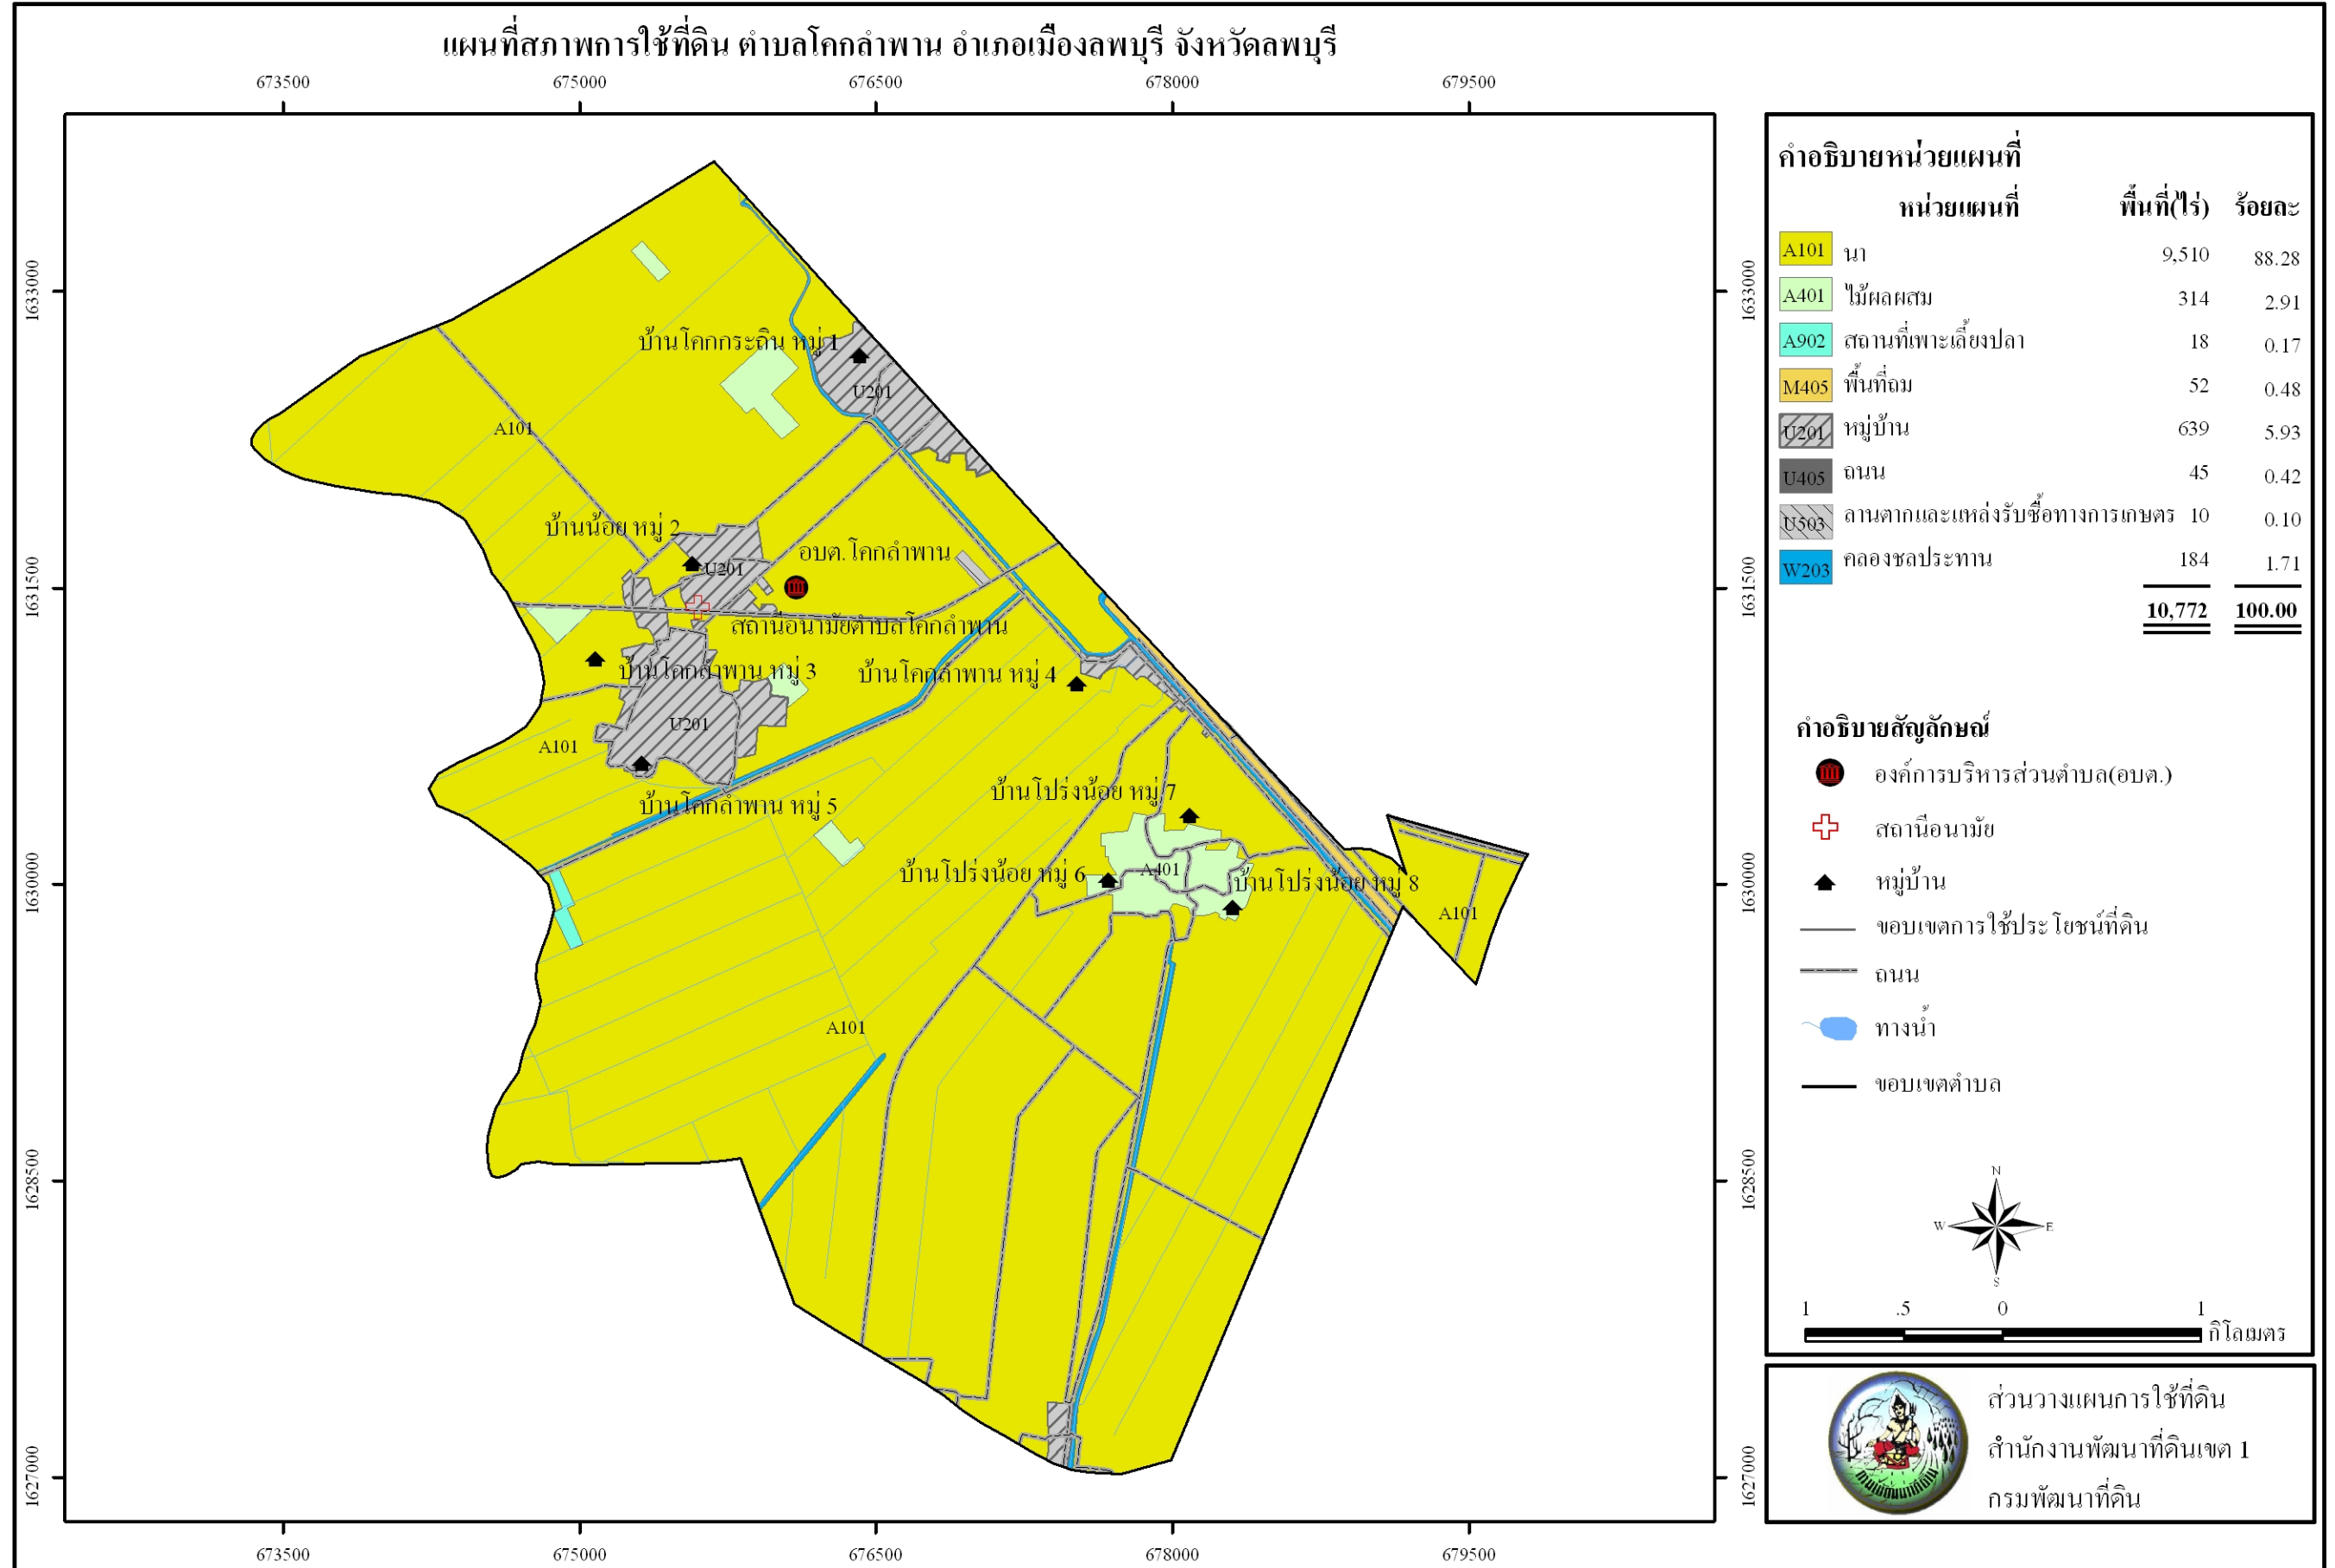 แผนที่สภาพการใช้ที่ดิน ตำบลโคกลำพาน อำเภอเมืองลพบุรี จังหวัดลพบุรี
673500 675000 676500 678000 679500
1633000 1633000
1631500 1631500
1630000 1630000
1628500 1628500
1627000 1627000
บ้านโคกกระถิน หมู่ 1
U201
A101
บ้านน้อย หมู่ 2
อบต.โคกลำพาน
U201
สถานีอนามัยตำบลโคกลำพาน
บ้านโคกลำพาน หมู่ 3
บ้านโคกลำพาน หมู่ 4
U201
A101
บ้านโปร่งน้อย หมู่ 7
บ้านโคกลำพาน หมู่ 5
บ้านโปร่งน้อย หมู่ 6
A401
บ้านโปร่งน้อย หมู่ 8
A101
A101
673500 675000 676500 678000 679500
คำอธิบายหน่วยแผนที่
หน่วยแผนที่ พื้นที่(ไร่) ร้อยละ
A101 นา 9,510 88.28
A401 ไม้ผลผสม 314 2.91
A902 สถานที่เพาะเลี้ยงปลา 18 0.17
M405 พื้นที่ถม 52 0.48
U201 หมู่บ้าน 639 5.93
U405 ถนน 45 0.42
U503 ลานตากและแหล่งรับซื้อทางการเกษตร 10 0.10
W203 คลองชลประทาน 184 1.71
10,772 100.00
คำอธิบายสัญลักษณ์
องค์การบริหารส่วนตำบล(อบต.)
สถานีอนามัย
หมู่บ้าน
ขอบเขตการใช้ประโยชน์ที่ดิน
ถนน
ทางน้ำ
ขอบเขตตำบล
N
W E
S
1 .5 0 1
กิโลเมตร
ส่วนวางแผนการใช้ที่ดิน
สำนักงานพัฒนาที่ดินเขต 1
กรมพัฒนาที่ดิน
กรมพัฒนาที่ดิน